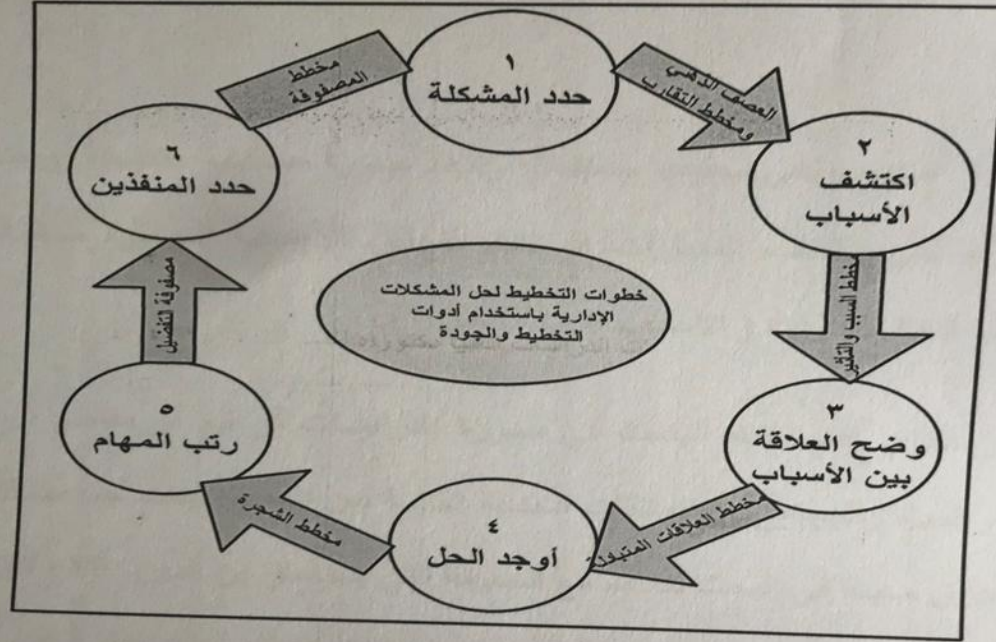 ١
حدد المشكلة
العصف الذهني
ومخطط التقارب
٢
اكتشف
الأسباب
مخطط السبب والتأثير
٣
وضح العلاقة
بين الأسباب
مخطط العلاقات المتبادلة
٤
أوجد الحل
مخطط الشجرة
٥
رتب المهام
مصفوفة التفضيل
٦
حدد المنفذين
مخطط
المصفوفة
خطوات التخطيط لحل المشكلات
الإدارية باستخدام أدوات
التخطيط والجودة